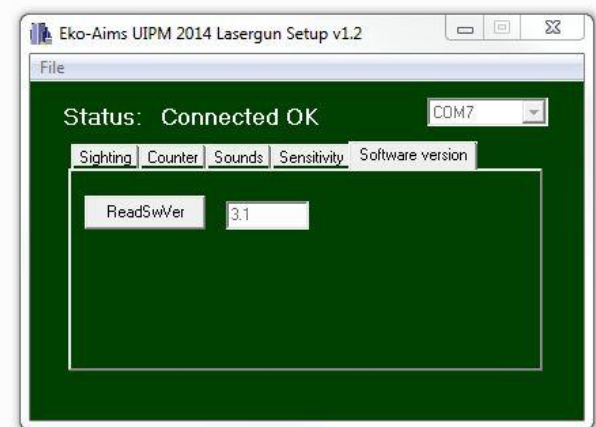 Eko-Aims UIPM 2014 Lasergun Setup v1.2
File
Status: Connected OK
COM7
Sighting Counter Sounds Sensitivity Software version
ReadSwVer
3.1